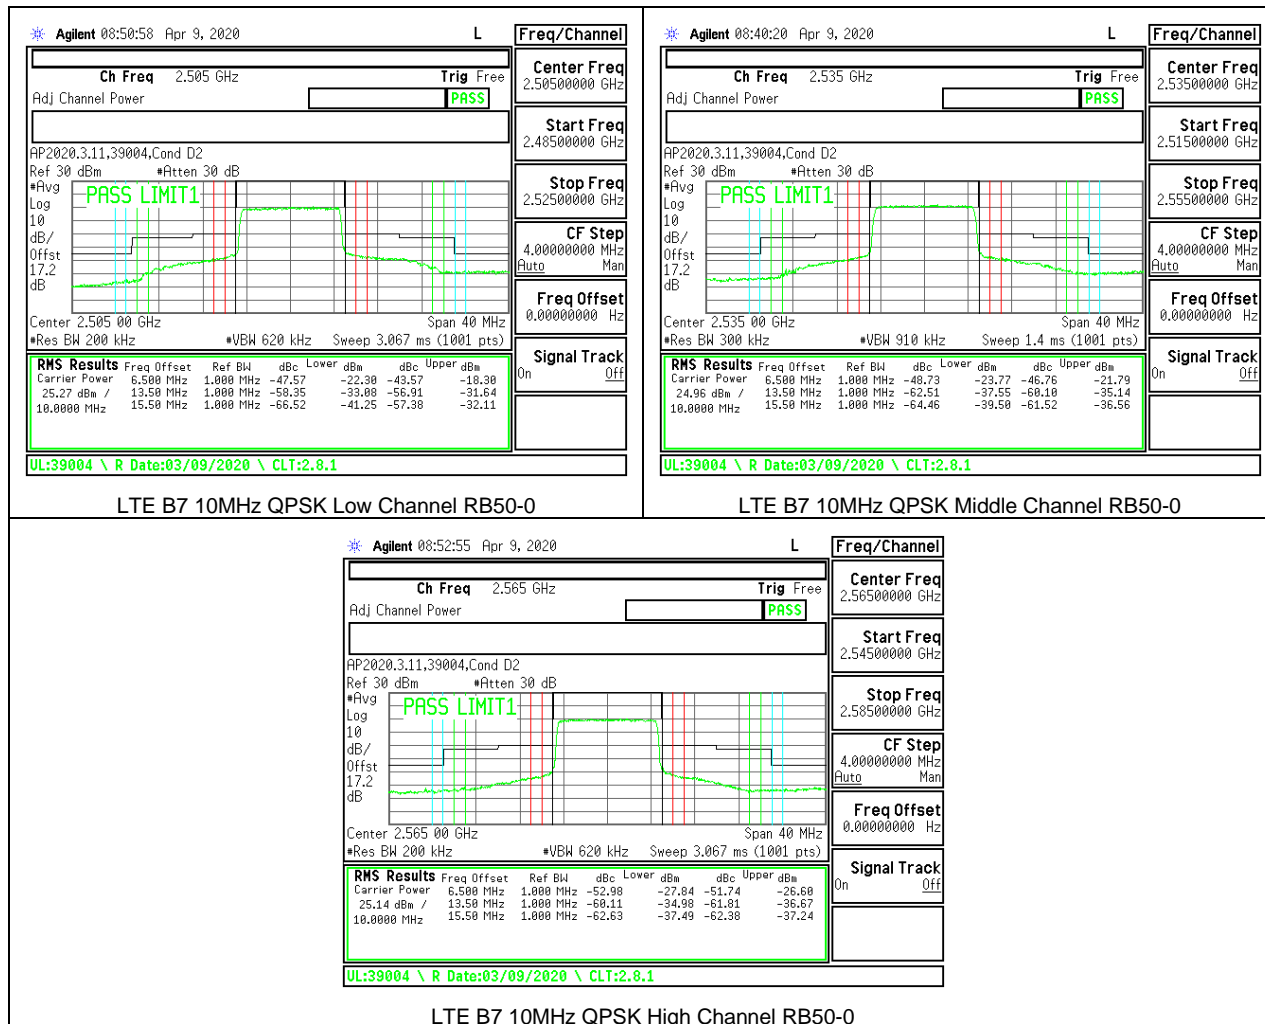 Agilent 08:50:58 Apr 9, 2020 L
Freq/Channel
Ch Freq 2.505 GHz Trig Free
Adj Channel Power PASS
AP2020.3.11,39004,Cond D2
Ref 30 dBm #Atten 30 dB
#Avg
Log
10
dB/
Offst
17.2
dB
PASS LIMIT1
Center 2.505 00 GHz Span 40 MHz
#Res BW 200 kHz #VBW 620 kHz Sweep 3.067 ms (1001 pts)
RMS Results Freq Offset Ref BW dBc Lower dBm dBc Upper dBm
Carrier Power 6.500 MHz 1.000 MHz -47.57 -22.30 -43.57 -18.30
25.27 dBm / 13.50 MHz 1.000 MHz -58.35 -33.08 -56.91 -31.64
10.0000 MHz 15.50 MHz 1.000 MHz -66.52 -41.25 -57.38 -32.11
UL:39004 \ R Date:03/09/2020 \ CLT:2.8.1
Center Freq
2.50500000 GHz
Start Freq
2.48500000 GHz
Stop Freq
2.52500000 GHz
CF Step
4.00000000 MHz
Auto Man
Freq Offset
0.00000000 Hz
Signal Track
On Off
LTE B7 10MHz QPSK Low Channel RB50-0
Agilent 08:40:20 Apr 9, 2020 L
Freq/Channel
Ch Freq 2.535 GHz Trig Free
Adj Channel Power PASS
AP2020.3.11,39004,Cond D2
Ref 30 dBm #Atten 30 dB
#Avg
Log
10
dB/
Offst
17.2
dB
PASS LIMIT1
Center 2.535 00 GHz Span 40 MHz
#Res BW 300 kHz #VBW 910 kHz Sweep 1.4 ms (1001 pts)
RMS Results Freq Offset Ref BW dBc Lower dBm dBc Upper dBm
Carrier Power 6.500 MHz 1.000 MHz -48.73 -23.77 -46.76 -21.79
24.96 dBm / 13.50 MHz 1.000 MHz -62.51 -37.55 -60.10 -35.14
10.0000 MHz 15.50 MHz 1.000 MHz -64.46 -39.50 -61.52 -36.56
UL:39004 \ R Date:03/09/2020 \ CLT:2.8.1
Center Freq
2.53500000 GHz
Start Freq
2.51500000 GHz
Stop Freq
2.55500000 GHz
CF Step
4.00000000 MHz
Auto Man
Freq Offset
0.00000000 Hz
Signal Track
On Off
LTE B7 10MHz QPSK Middle Channel RB50-0
Agilent 08:52:55 Apr 9, 2020 L
Freq/Channel
Ch Freq 2.565 GHz Trig Free
Adj Channel Power PASS
AP2020.3.11,39004,Cond D2
Ref 30 dBm #Atten 30 dB
#Avg
Log
10
dB/
Offst
17.2
dB
PASS LIMIT1
Center 2.565 00 GHz Span 40 MHz
#Res BW 200 kHz #VBW 620 kHz Sweep 3.067 ms (1001 pts)
RMS Results Freq Offset Ref BW dBc Lower dBm dBc Upper dBm
Carrier Power 6.500 MHz 1.000 MHz -52.98 -27.84 -51.74 -26.60
25.14 dBm / 13.50 MHz 1.000 MHz -60.11 -34.98 -61.81 -36.67
10.0000 MHz 15.50 MHz 1.000 MHz -62.63 -37.49 -62.38 -37.24
UL:39004 \ R Date:03/09/2020 \ CLT:2.8.1
Center Freq
2.56500000 GHz
Start Freq
2.54500000 GHz
Stop Freq
2.58500000 GHz
CF Step
4.00000000 MHz
Auto Man
Freq Offset
0.00000000 Hz
Signal Track
On Off
LTE B7 10MHz QPSK High Channel RB50-0